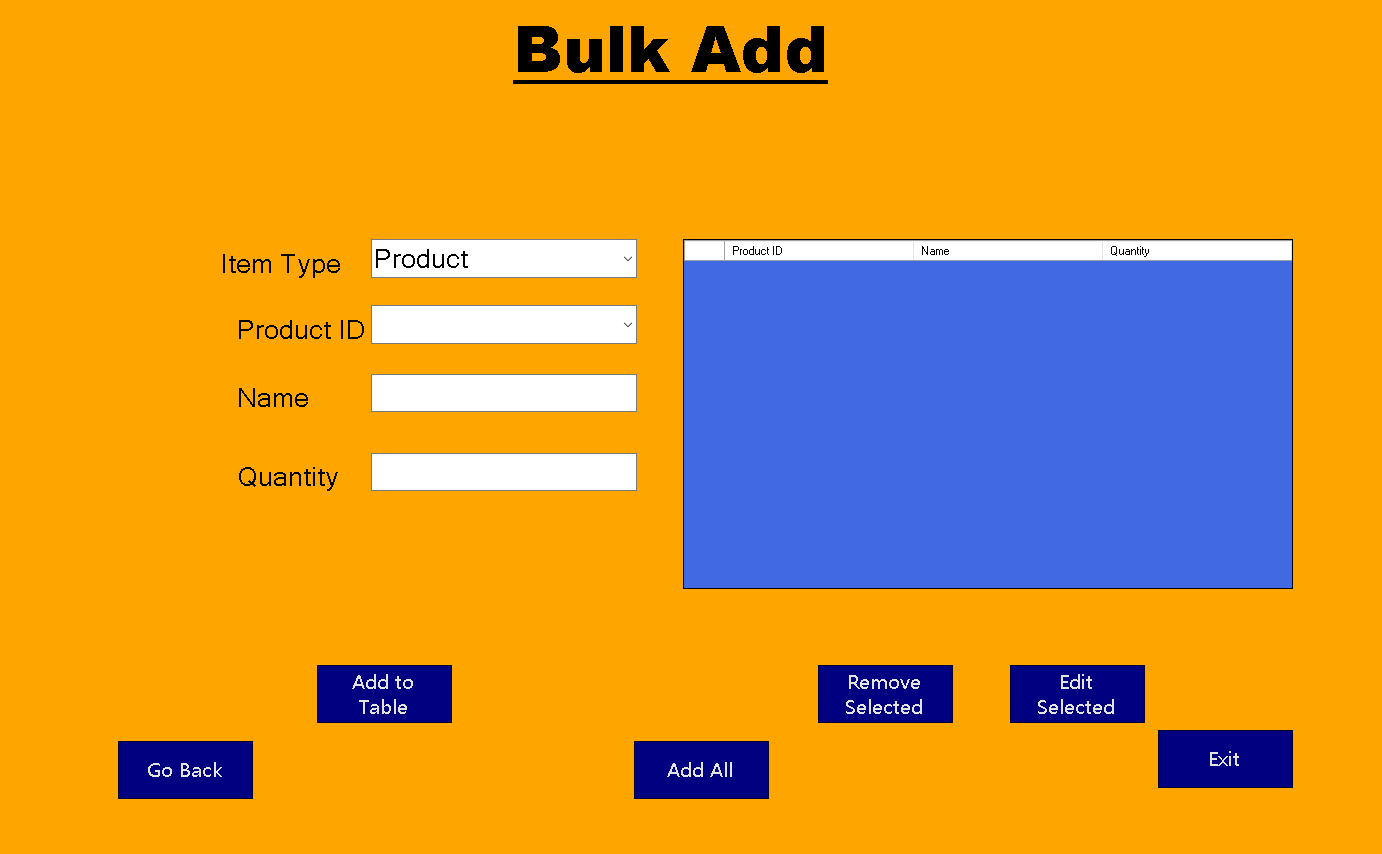 Bulk Add
Item Type Product
Product ID
Name
Quantity
Product ID Name Quantity
Add to
Table
Remove
Selected
Edit
Selected
Go Back
Add All
Exit